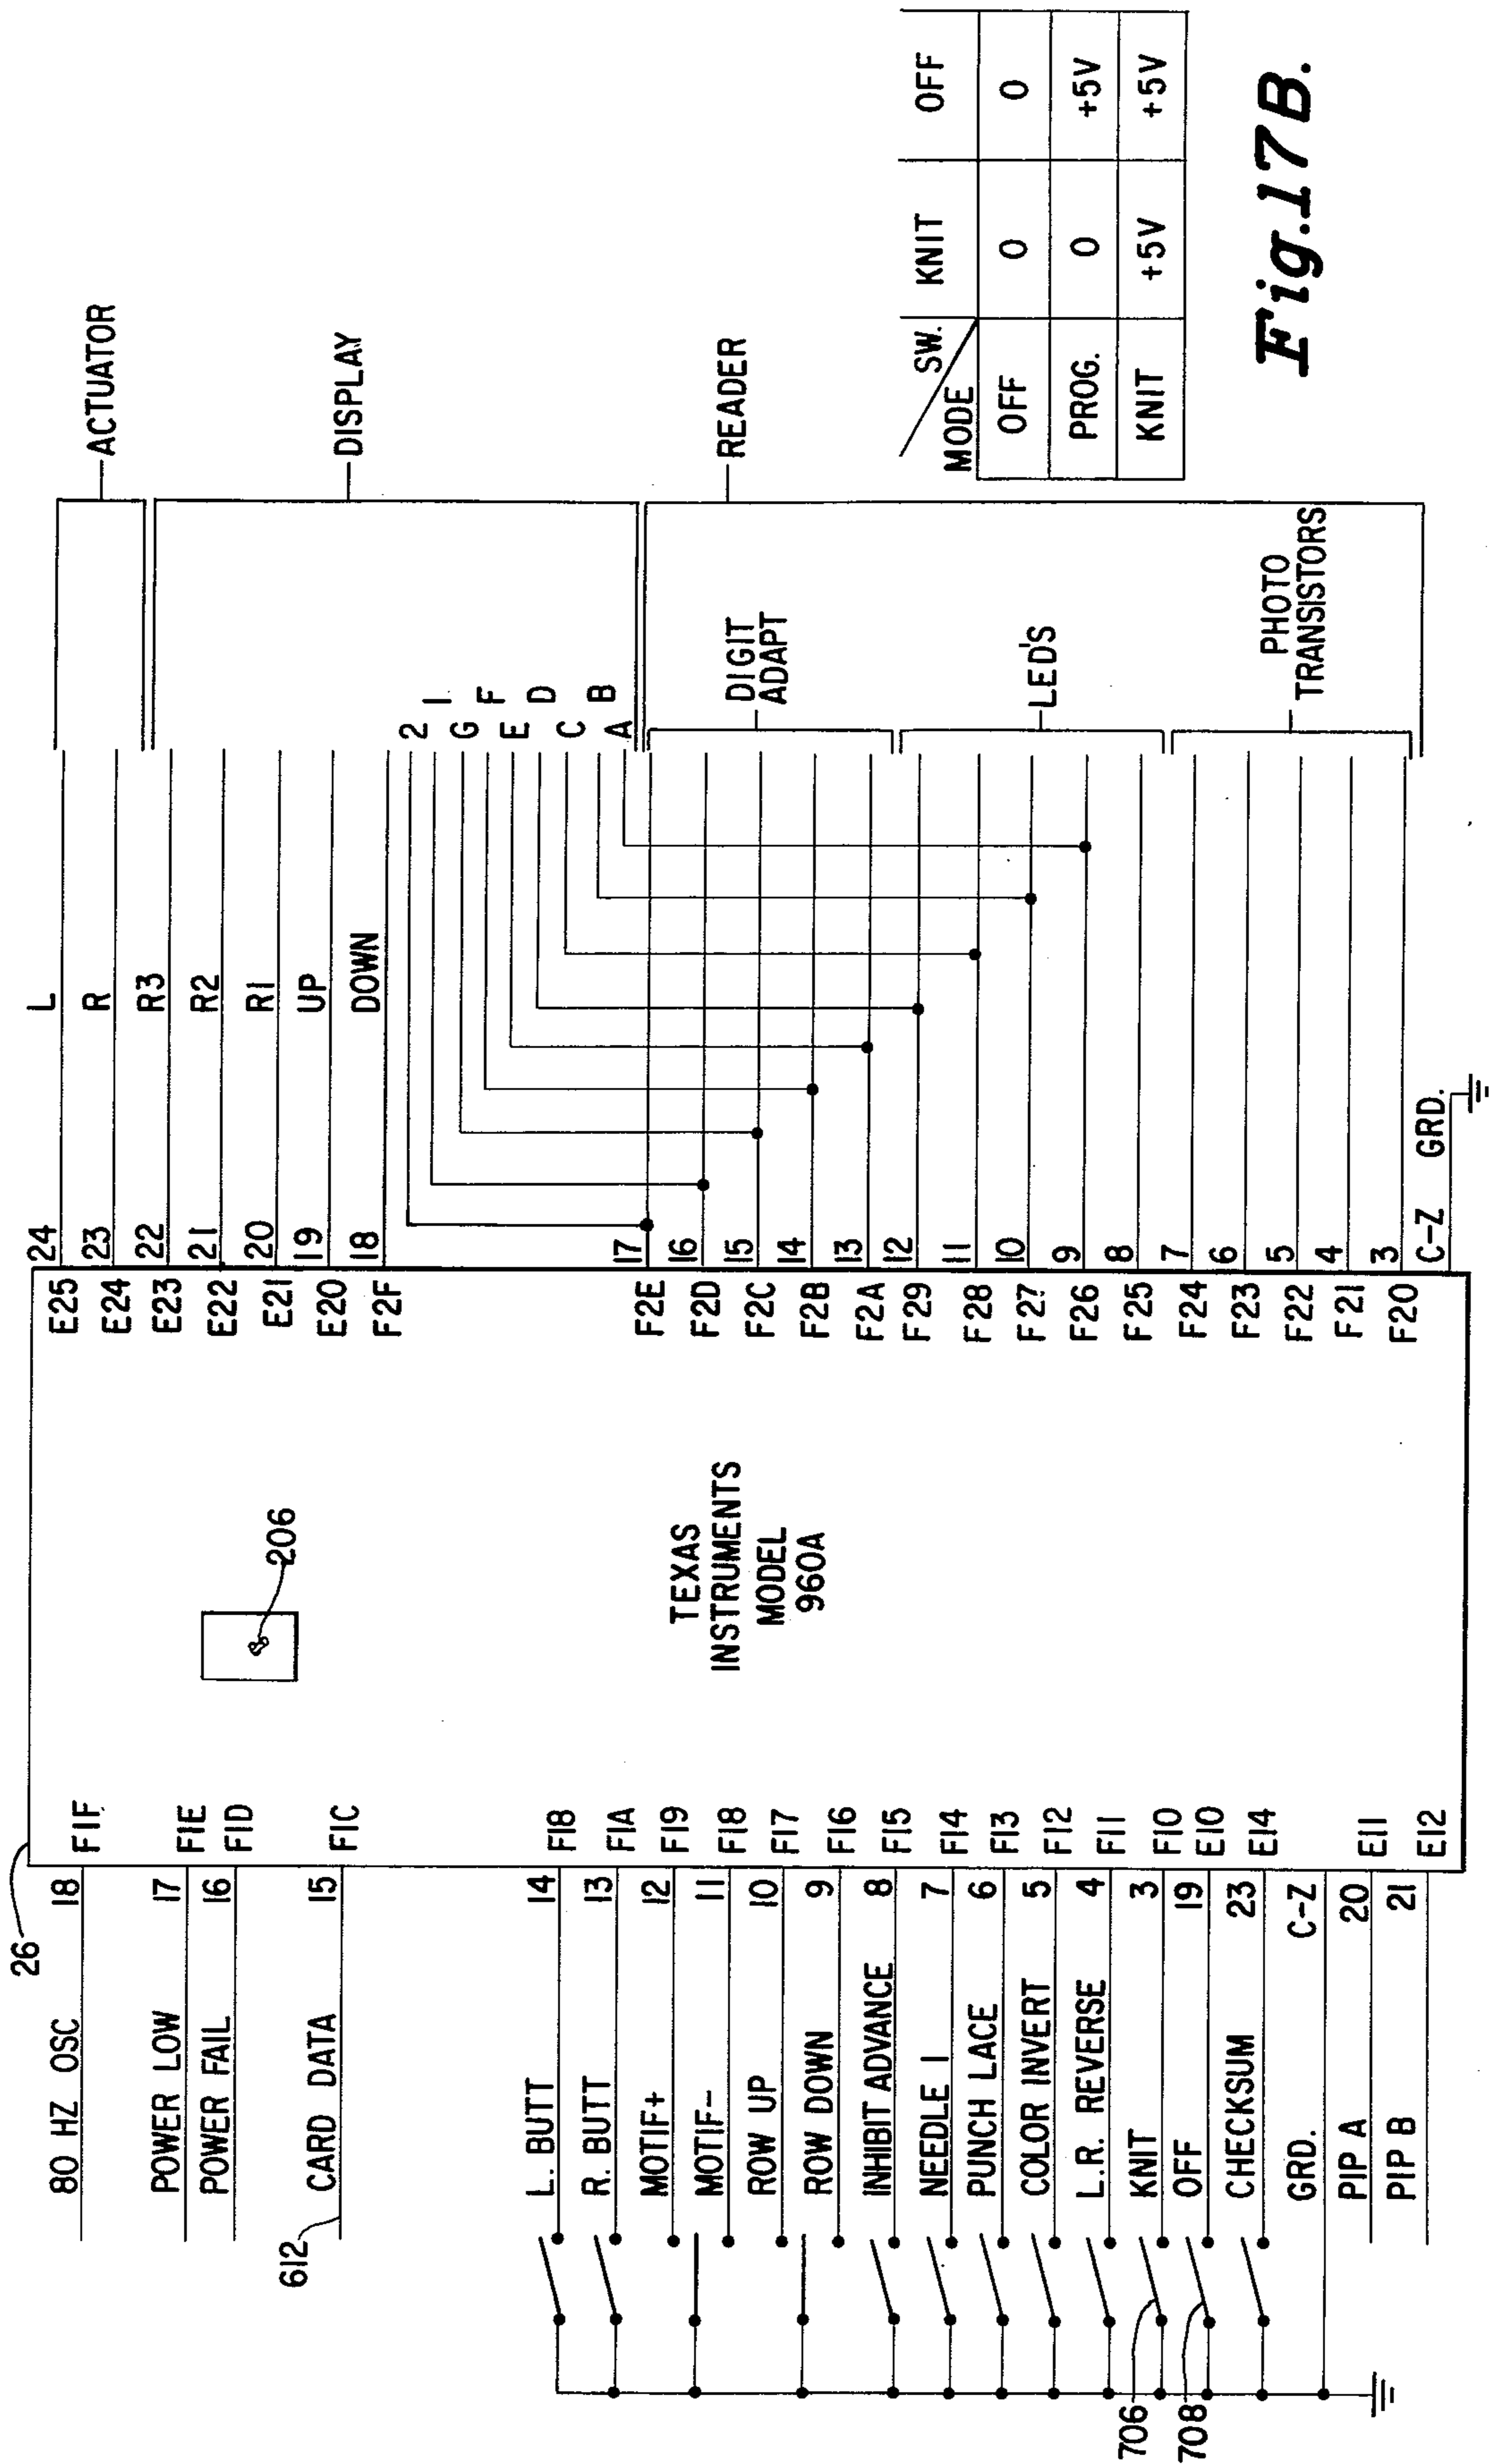 26
80 HZ OSC 18 F1F
POWER LOW 17 F1E
POWER FAIL 16 F1D
612 CARD DATA 15 F1C
L. BUTT 14 F18
R. BUTT 13 F1A
MOTIF+ 12 F19
MOTIF- 11 F18
ROW UP 10 F17
ROW DOWN 9 F16
INHIBIT ADVANCE 8 F15
NEEDLE 1 7 F14
PUNCH LACE 6 F13
COLOR INVERT 5 F12
L.R. REVERSE 4 F11
706 KNIT 3 F10
708 OFF 19 E10
CHECKSUM 23 E14
GRD. C-Z
PIP A 20 E11
PIP B 21 E12
206
TEXAS
INSTRUMENTS
MODEL
960A
E25 24 L
E24 23 R
E23 22 R3
E22 21 R2
E21 20 R1
E20 19 UP
F2F 18 DOWN
2
1
G
F
E
D
C
B
A
F2E 17
F2D 16
F2C 15
F2B 14
F2A 13
F29 12
F28 11
F27 10
F26 9
F25 8
F24 7
F23 6
F22 5
F21 4
F20 3
C-Z GRD.
ACTUATOR
DISPLAY
READER
DIGIT
ADAPT
LED'S
PHOTO
TRANSISTORS
SW. KNIT OFF
MODE
OFF 0 0
PROG. 0 +5V
KNIT +5V +5V
Fig.17B.